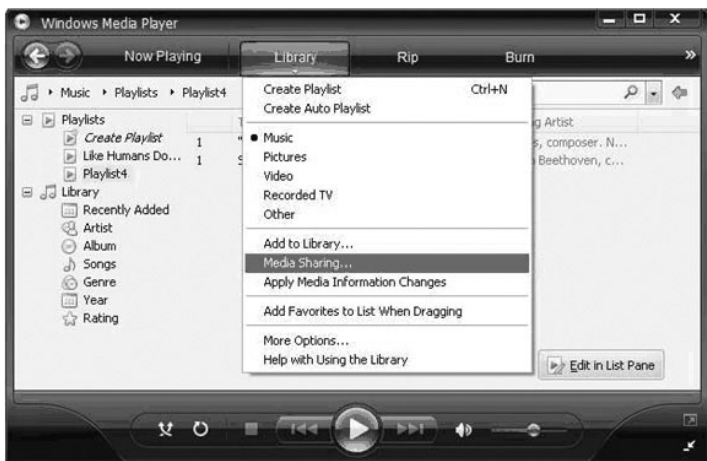 Windows Media Player
Now Playing
Library
Rip
Burn
»
Music ▸ Playlists ▸ Playlist4
Create Playlist Ctrl+N
Create Auto Playlist
Music
Pictures
Video
Recorded TV
Other
Add to Library...
Media Sharing...
Apply Media Information Changes
Add Favorites to List When Dragging
More Options...
Help with Using the Library
Playlists
Create Playlist
Like Humans Do...
Playlist4
Library
Recently Added
Artist
Album
Songs
Genre
Year
Rating
1
1
g Artist
s, composer. N...
Beethoven, c...
Edit in List Pane